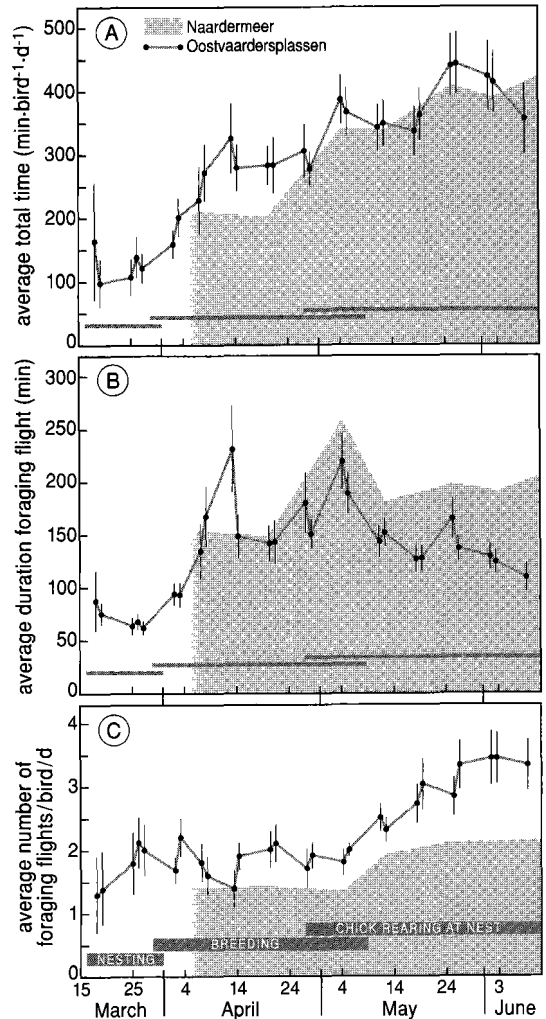 A
Naardermeer
Oostvaardersplassen
average total time (min·bird⁻¹·d⁻¹)
500
400
300
200
100
0
B
average duration foraging flight (min)
300
250
200
150
100
50
0
C
average number of
foraging flights/bird/d
4
3
2
1
0
CHICK REARING AT NEST
BREEDING
NESTING
15 25 4 14 24 4 14 24 3
March April May June